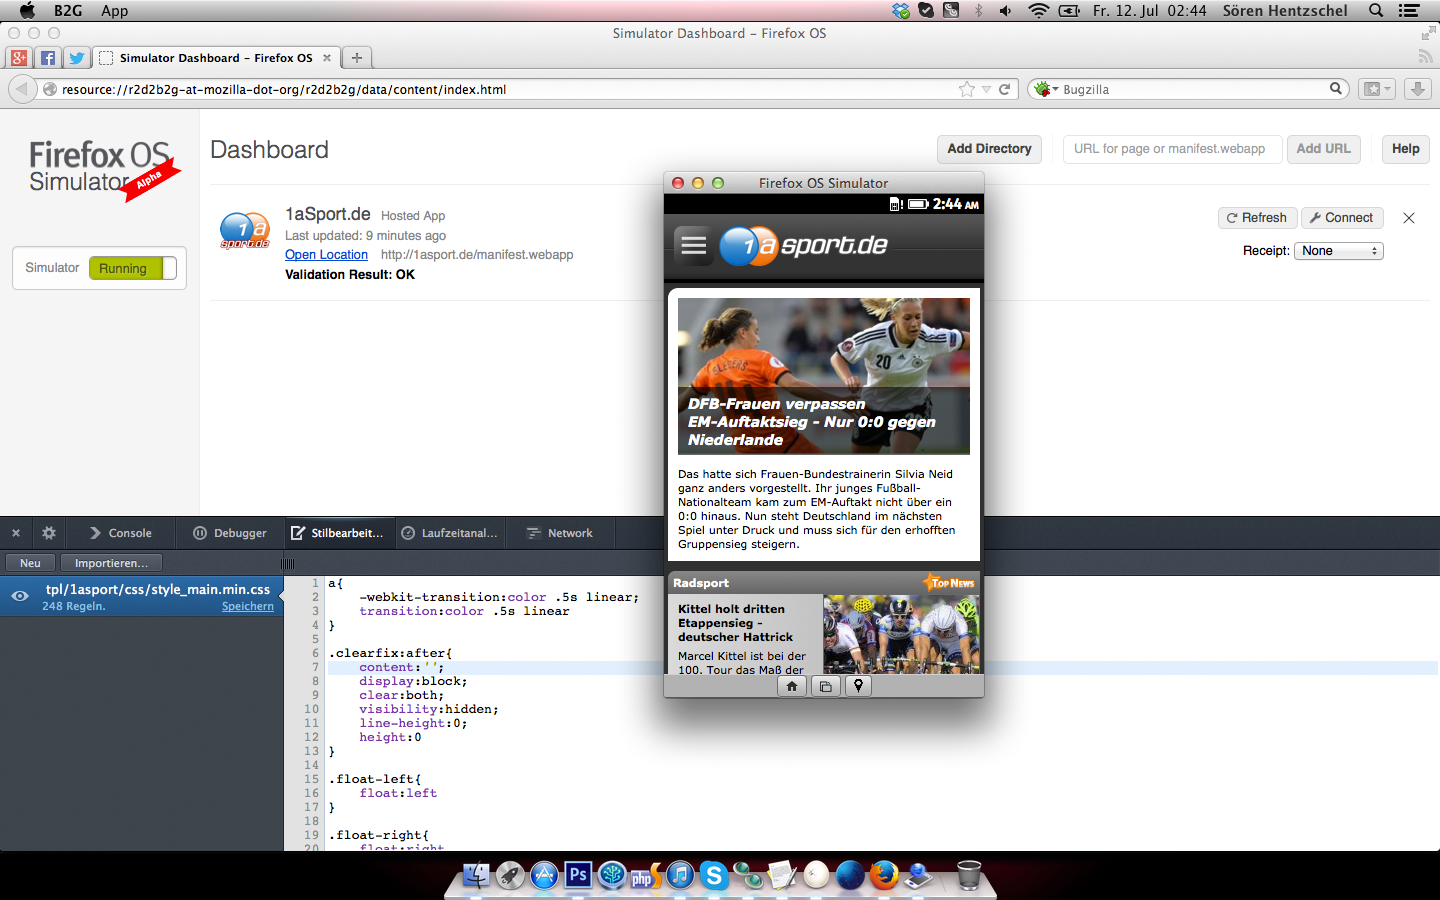 B2G App
Fr. 12. Jul 02:44 Sören Hentzschel
Simulator Dashboard – Firefox OS
Simulator Dashboard – Firefox OS
resource://r2d2b2g-at-mozilla-dot-org/r2d2b2g/data/content/index.html
Bugzilla
Firefox OS
Simulator
Alpha
Simulator Running
Dashboard
Add Directory
URL for page or manifest.webapp
Add URL
Help
1a
sport.de
1aSport.de Hosted App
Last updated: 9 minutes ago
Open Location http://1asport.de/manifest.webapp
Validation Result: OK
Refresh
Connect
Receipt: None
Firefox OS Simulator
2:44 AM
1a sport.de
20
DFB-Frauen verpassen
EM-Auftaktsieg - Nur 0:0 gegen
Niederlande
Das hatte sich Frauen-Bundestrainerin Silvia Neid
ganz anders vorgestellt. Ihr junges Fußball-
Nationalteam kam zum EM-Auftakt nicht über ein
0:0 hinaus. Nun steht Deutschland im nächsten
Spiel unter Druck und muss sich für den erhofften
Gruppensieg steigern.
Radsport
TOP NEWS
Kittel holt dritten
Etappensieg -
deutscher Hattrick
Marcel Kittel ist bei der
100. Tour das Maß der
Console
Debugger
Stilbearbeit...
Laufzeitanal...
Network
Neu
Importieren...
tpl/1asport/css/style_main.min.css
248 Regeln.
Speichern
1 a{
2 -webkit-transition:color .5s linear;
3 transition:color .5s linear
4 }
5
6 .clearfix:after{
7 content:'';
8 display:block;
9 clear:both;
10 visibility:hidden;
11 line-height:0;
12 height:0
13 }
14
15 .float-left{
16 float:left
17 }
18
19 .float-right{
20 float:right
Ps
php